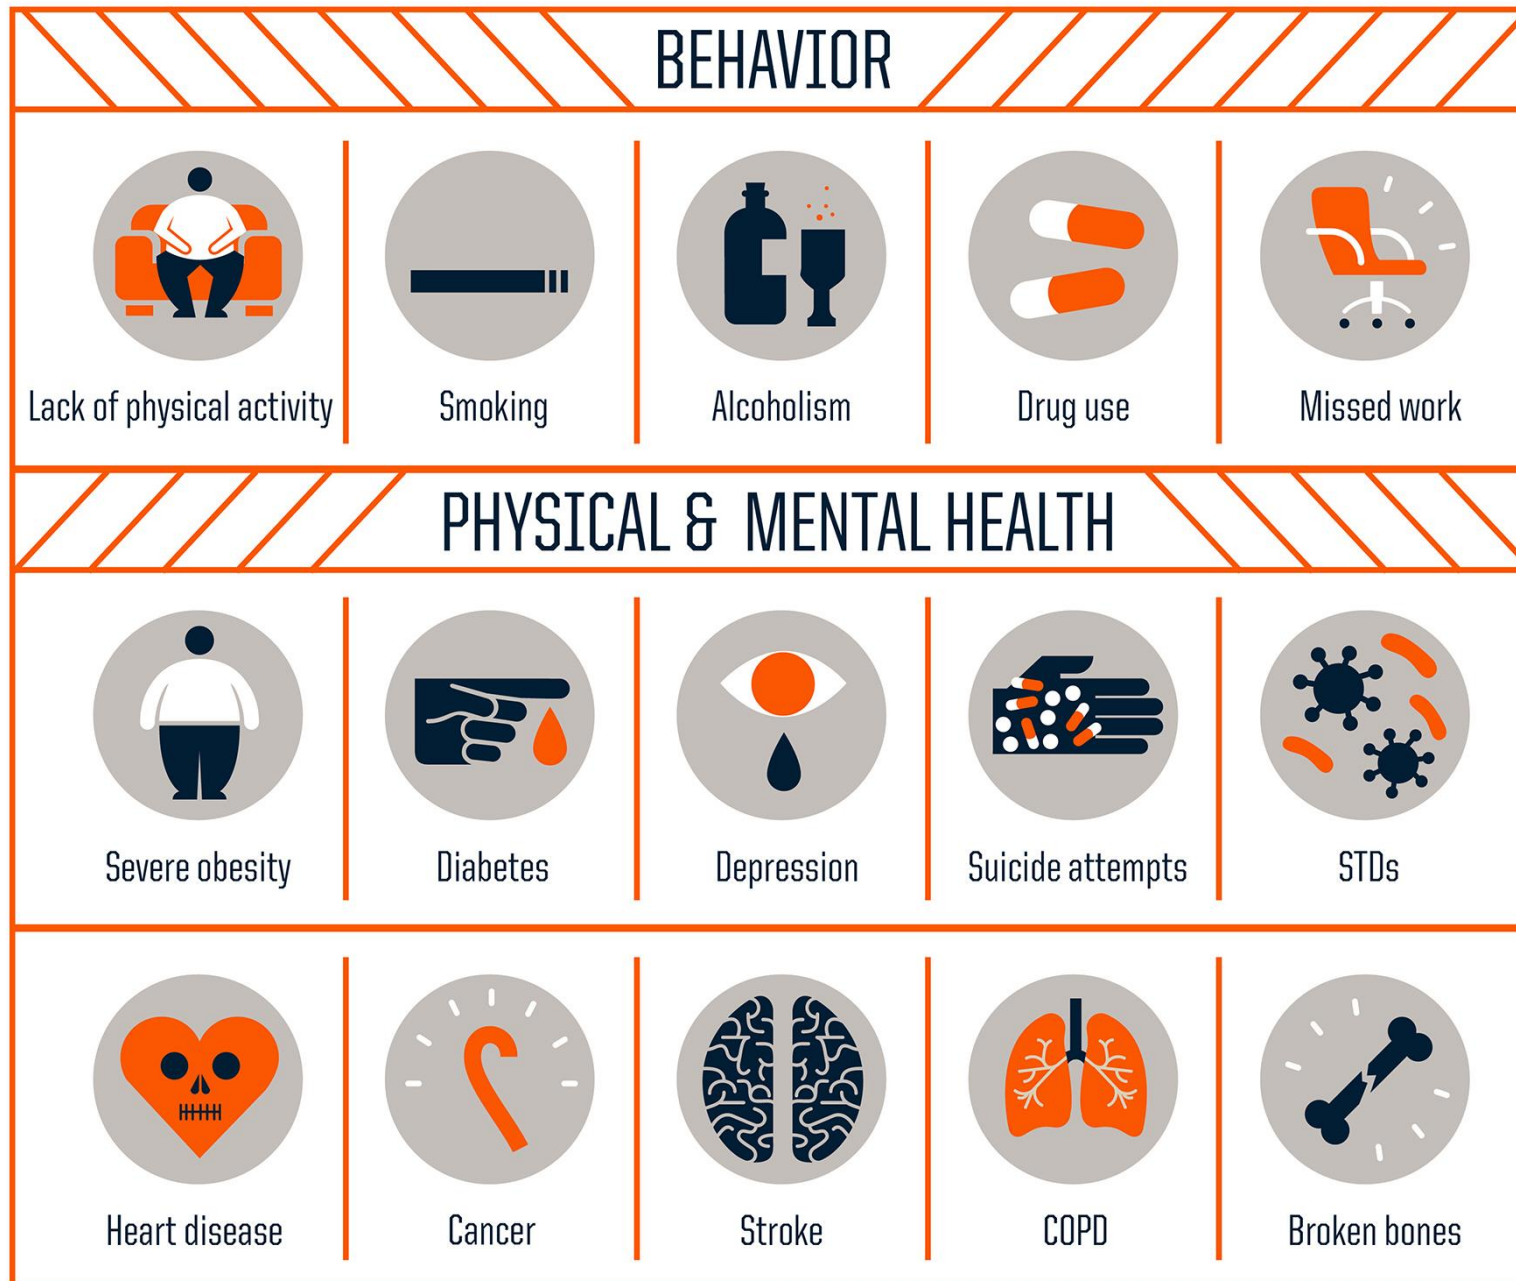 BEHAVIOR
Lack of physical activity
Smoking
Alcoholism
Drug use
Missed work
PHYSICAL & MENTAL HEALTH
Severe obesity
Diabetes
Depression
Suicide attempts
STDs
Heart disease
Cancer
Stroke
COPD
Broken bones